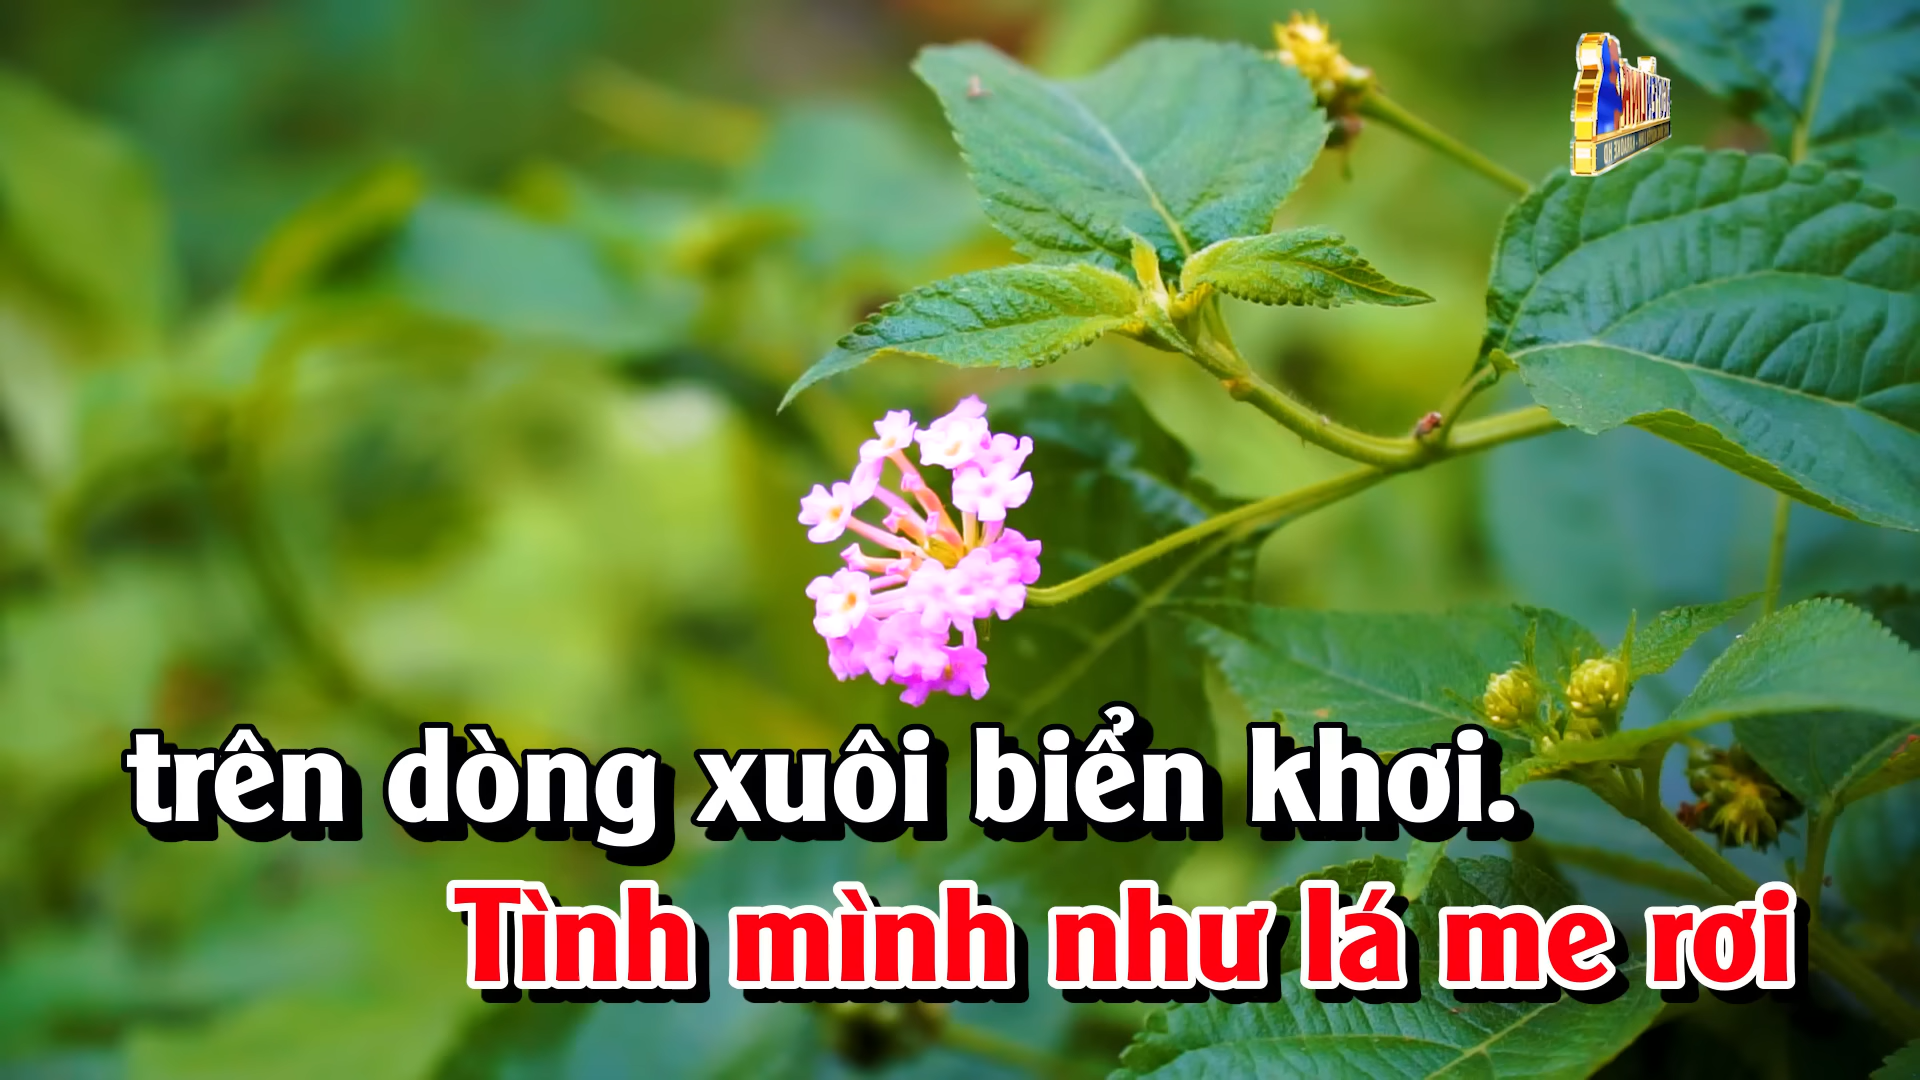 trên dòng xuôi biển khơi.
Tình mình như lá me rơi